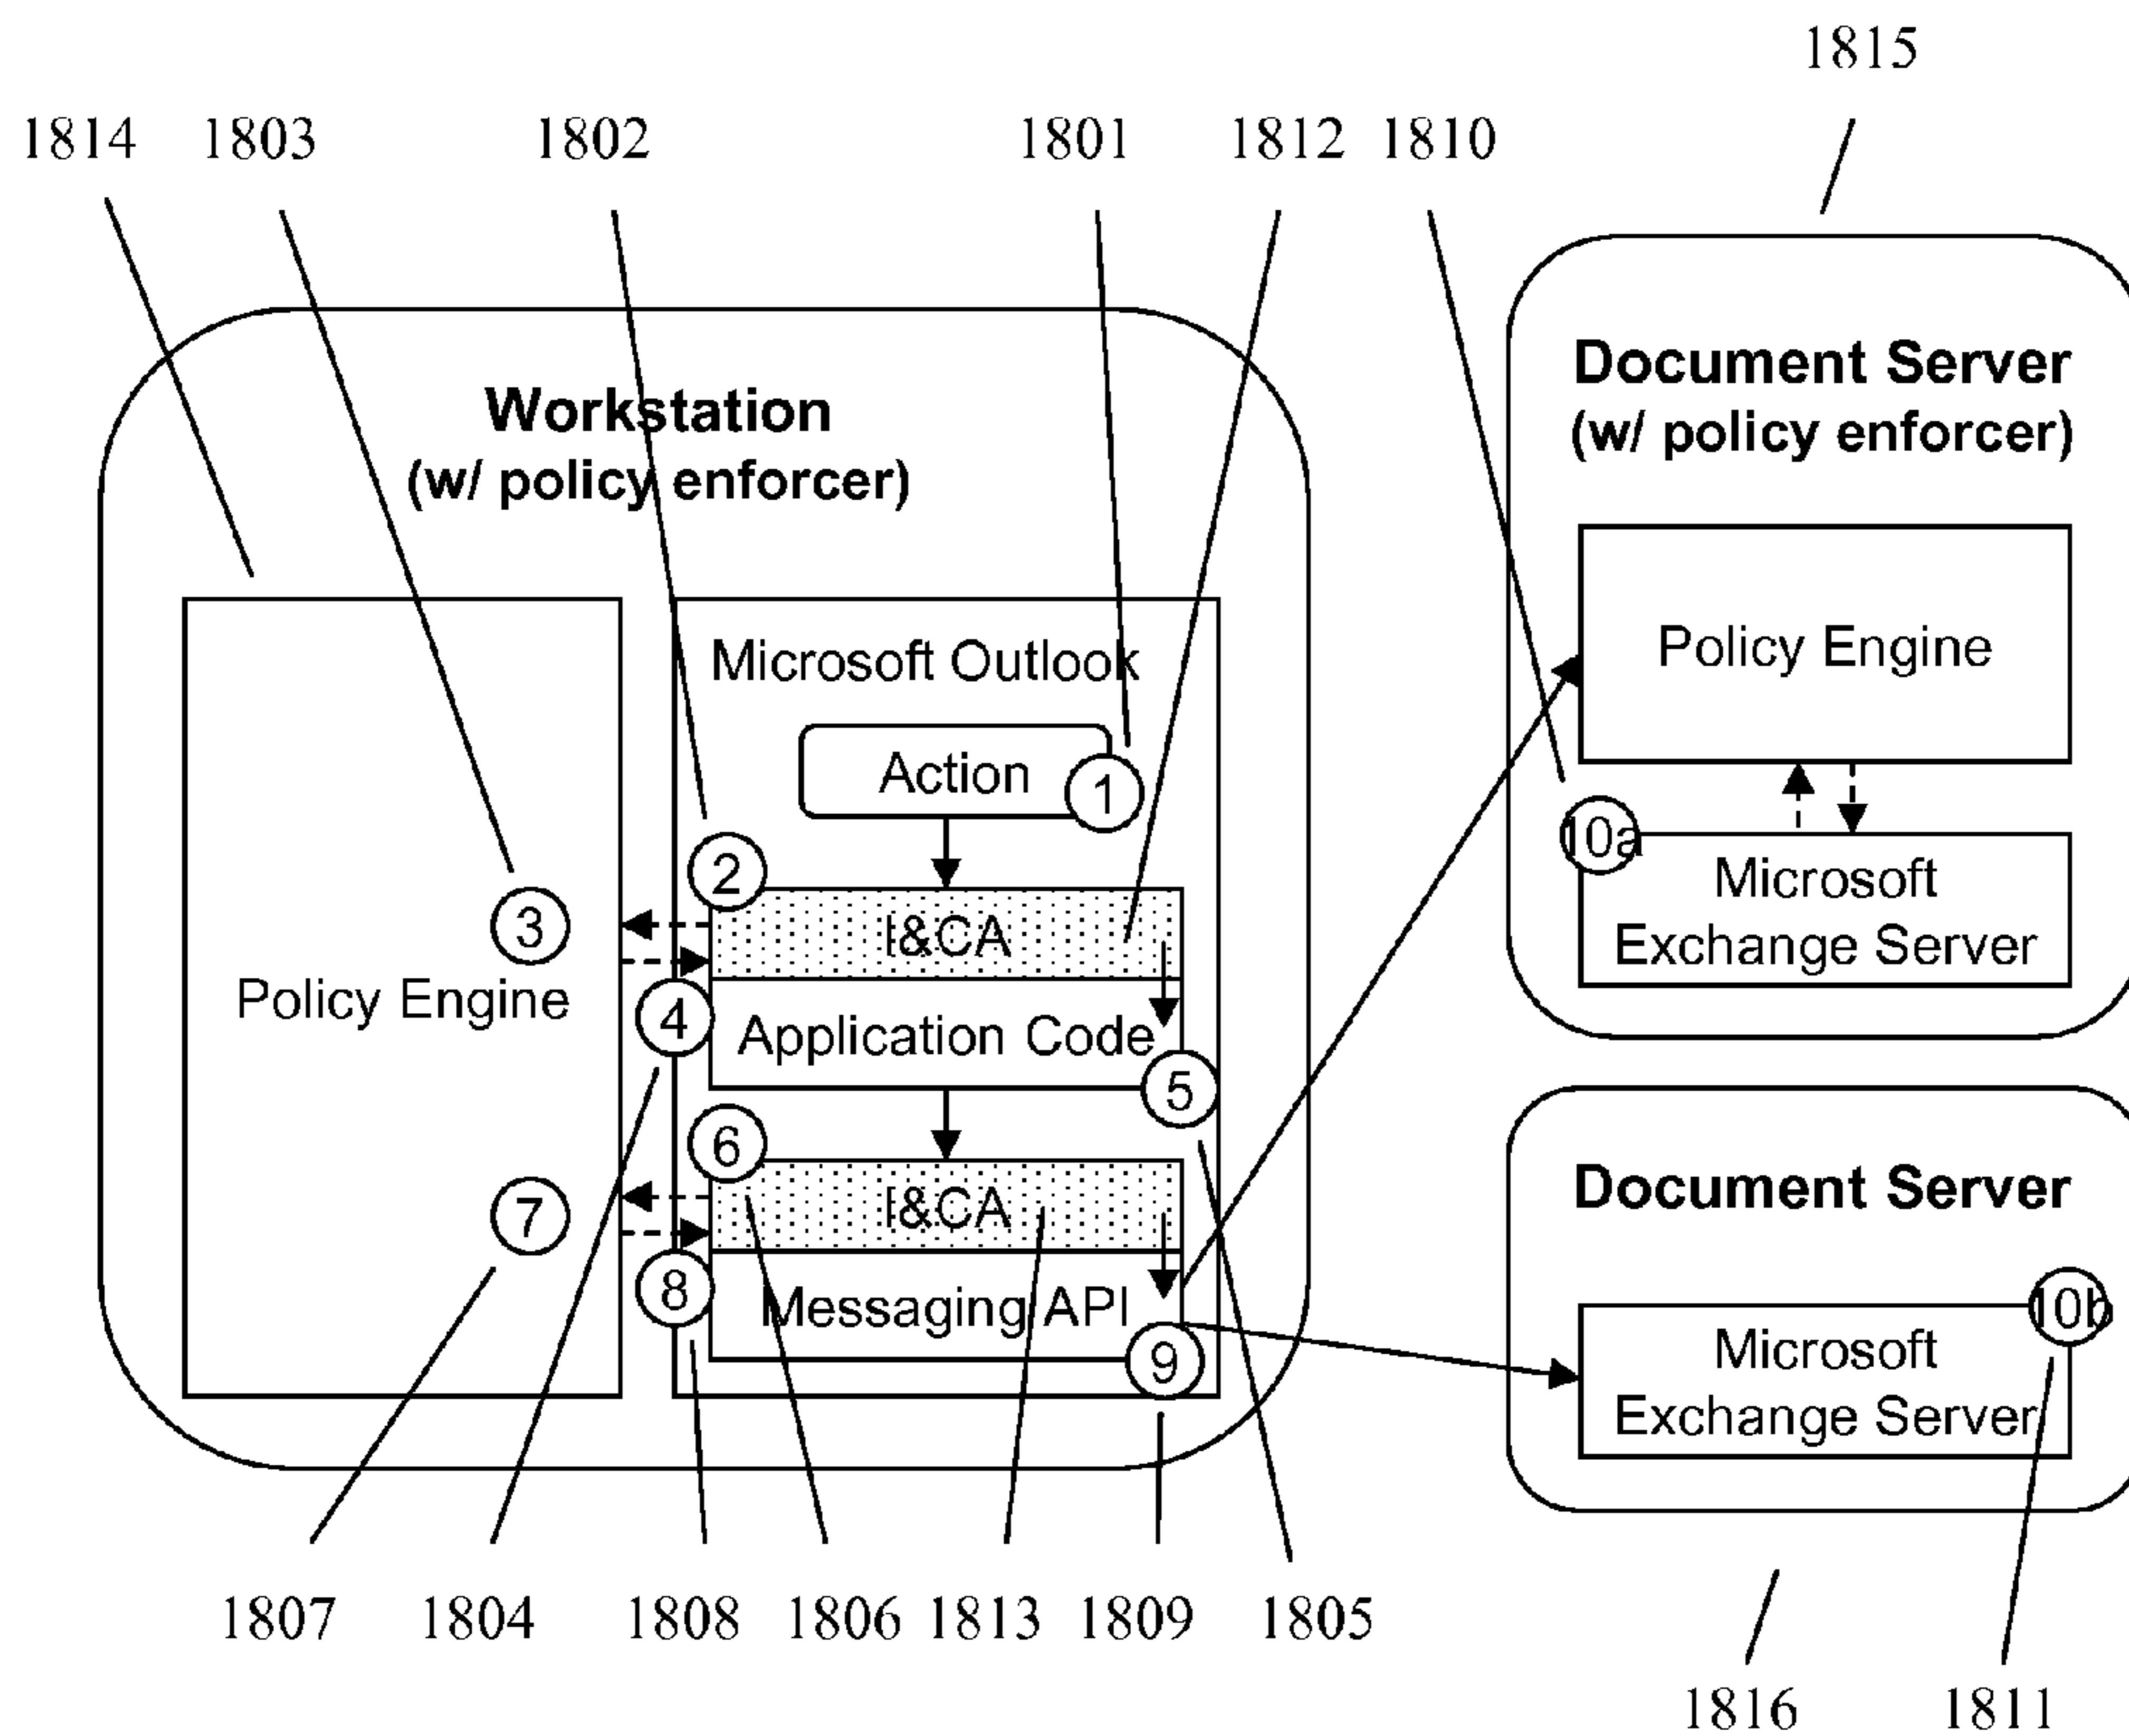 1815
1814 1803 1802 1801 1812 1810
Workstation
(w/ policy enforcer)
Policy Engine
3
7
Microsoft Outlook
Action
1
2
I&CA
4
Application Code
5
6
I&CA
8
Messaging API
9
Document Server
(w/ policy enforcer)
Policy Engine
10a
Microsoft
Exchange Server
Document Server
10b
Microsoft
Exchange Server
1807 1804 1808 1806 1813 1809 1805
1816 1811